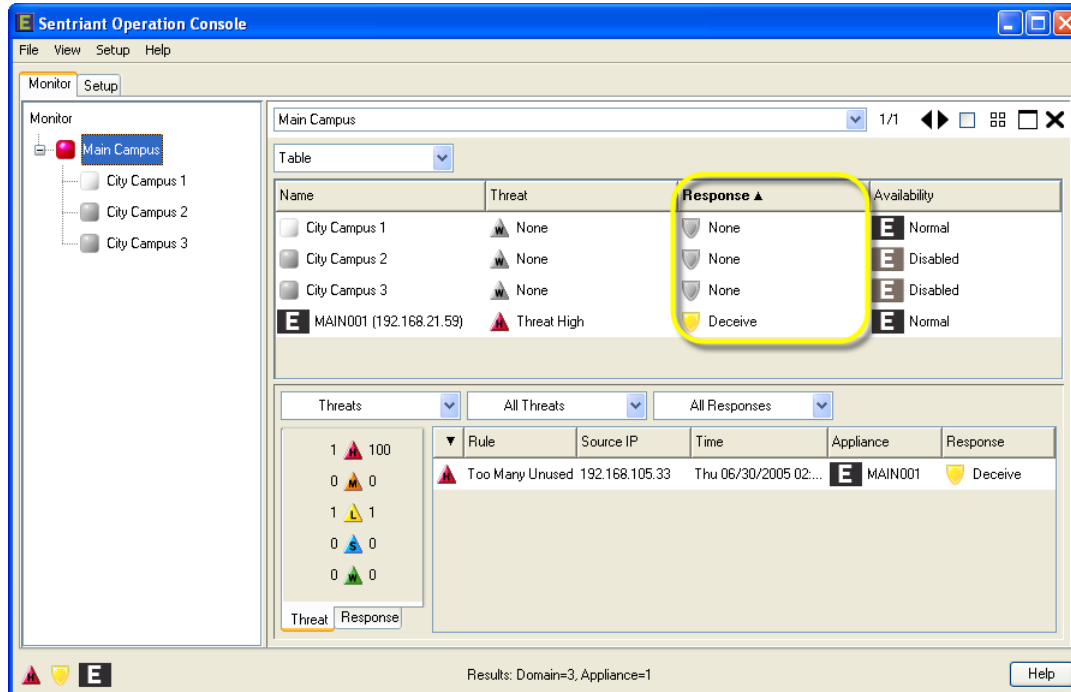 E Sentriant Operation Console
File View Setup Help
Monitor Setup
Monitor
Main Campus
City Campus 1
City Campus 2
City Campus 3
Main Campus 1/1
Table
Name Threat Response ▲ Availability
City Campus 1 W None None E Normal
City Campus 2 W None None E Disabled
City Campus 3 W None None E Disabled
E MAIN001 (192.168.21.59) H Threat High Deceive E Normal
Threats All Threats All Responses
1 H 100
0 M 0
1 L 1
0 S 0
0 W 0
Threat Response
▼ Rule Source IP Time Appliance Response
H Too Many Unused 192.168.105.33 Thu 06/30/2005 02:... E MAIN001 Deceive
H E Results: Domain=3, Appliance=1 Help